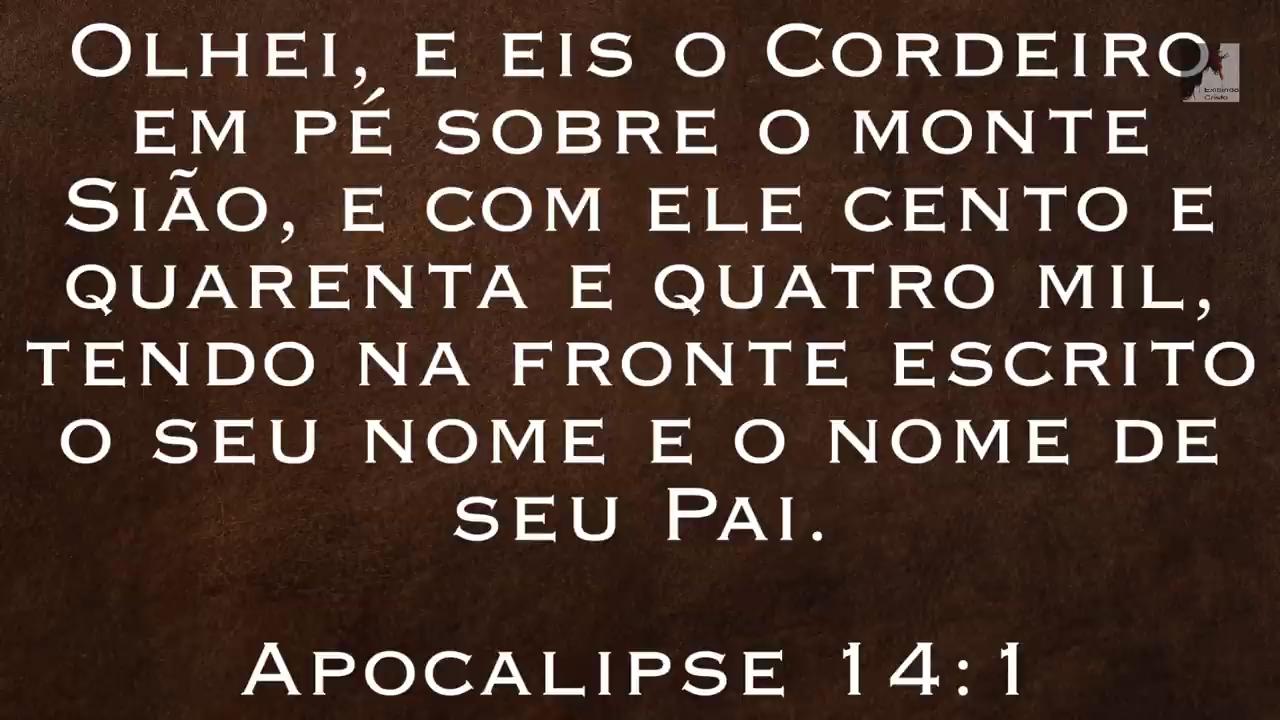 Olhei, e eis o Cordeiro
em pé sobre o monte
Sião, e com ele cento e
quarenta e quatro mil,
tendo na fronte escrito
o seu nome e o nome de
seu Pai.
Apocalipse 14:1
Cristo